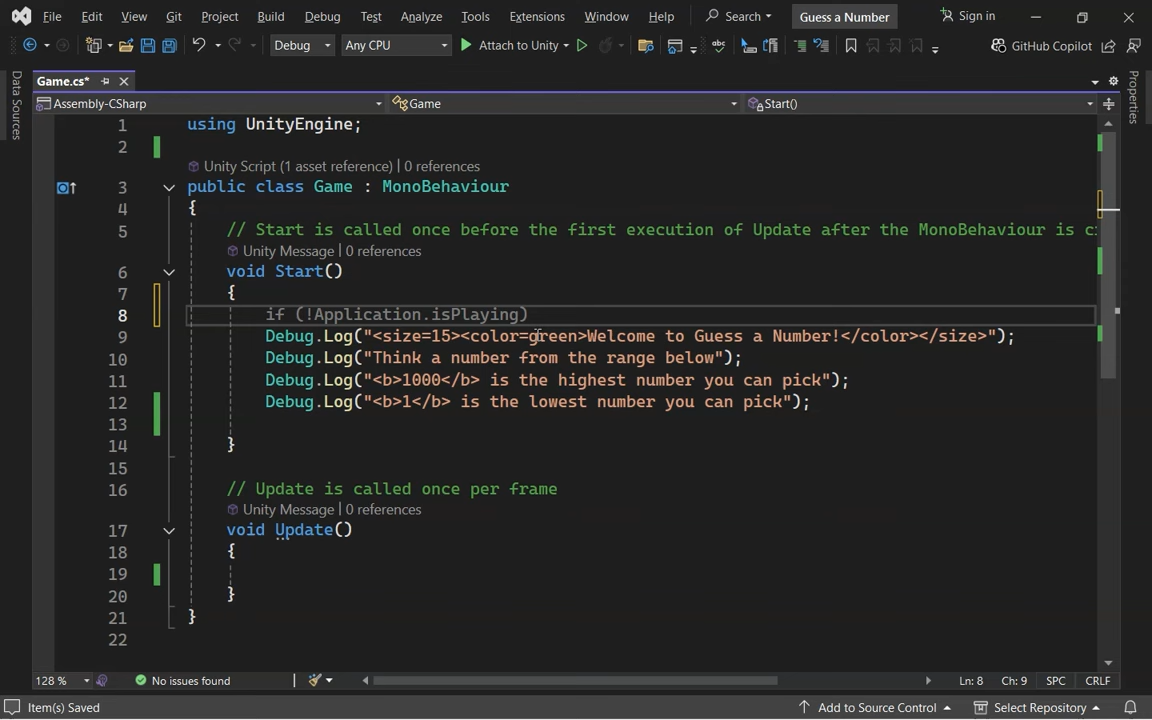 File Edit View Git Project Build Debug Test Analyze Tools Extensions Window Help Search Guess a Number Sign in
Debug Any CPU Attach to Unity GitHub Copilot
Game.cs*
Assembly-CSharp Game Start()
Data Sources
Properties
1 using UnityEngine;
2
Unity Script (1 asset reference) | 0 references
3 public class Game : MonoBehaviour
4 {
5 // Start is called once before the first execution of Update after the MonoBehaviour is c
Unity Message | 0 references
6 void Start()
7 {
8 if (!Application.isPlaying)
9 Debug.Log("<size=15><color=green>Welcome to Guess a Number!</color></size>");
10 Debug.Log("Think a number from the range below");
11 Debug.Log("<b>1000</b> is the highest number you can pick");
12 Debug.Log("<b>1</b> is the lowest number you can pick");
13
14 }
15
16 // Update is called once per frame
Unity Message | 0 references
17 void Update()
18 {
19
20 }
21 }
22
128 % No issues found Ln: 8 Ch: 9 SPC CRLF
Item(s) Saved Add to Source Control Select Repository